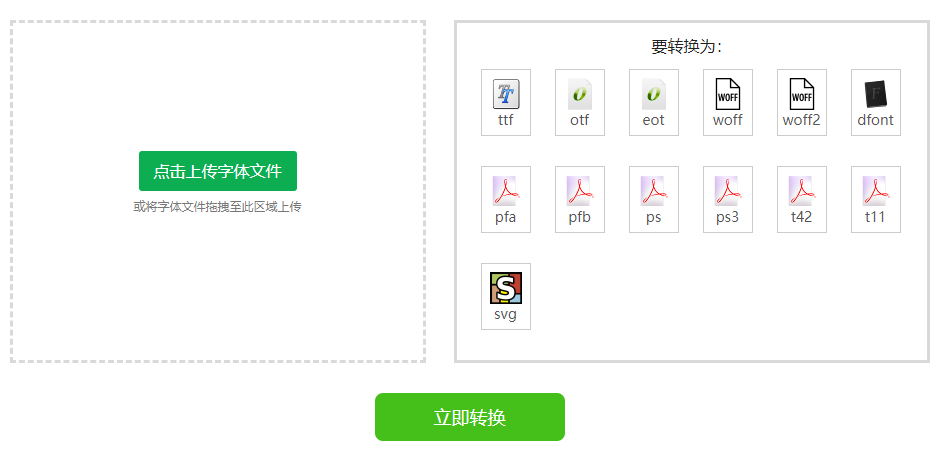 点击上传字体文件
或将字体文件拖拽至此区域上传
要转换为:
ttf otf eot WOFF woff WOFF woff2 dfont
pfa pfb ps ps3 t42 t11
S svg
立即转换